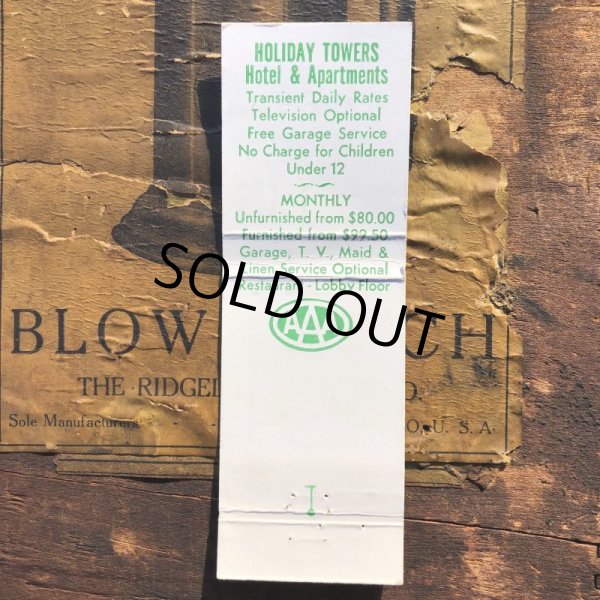 HOLIDAY TOWERS
Hotel & Apartments
Transient Daily Rates
Television Optional
Free Garage Service
No Charge for Children
Under 12
MONTHLY
Unfurnished from $80.00
Furnished from $99.50
Garage, T. V., Maid &
Linen Service Optional
Restaurant - Lobby Floor
AAA
SOLD OUT
BLOW CH
THE RIDGEL O.
Sole Manufacturers - - - O, U. S. A.